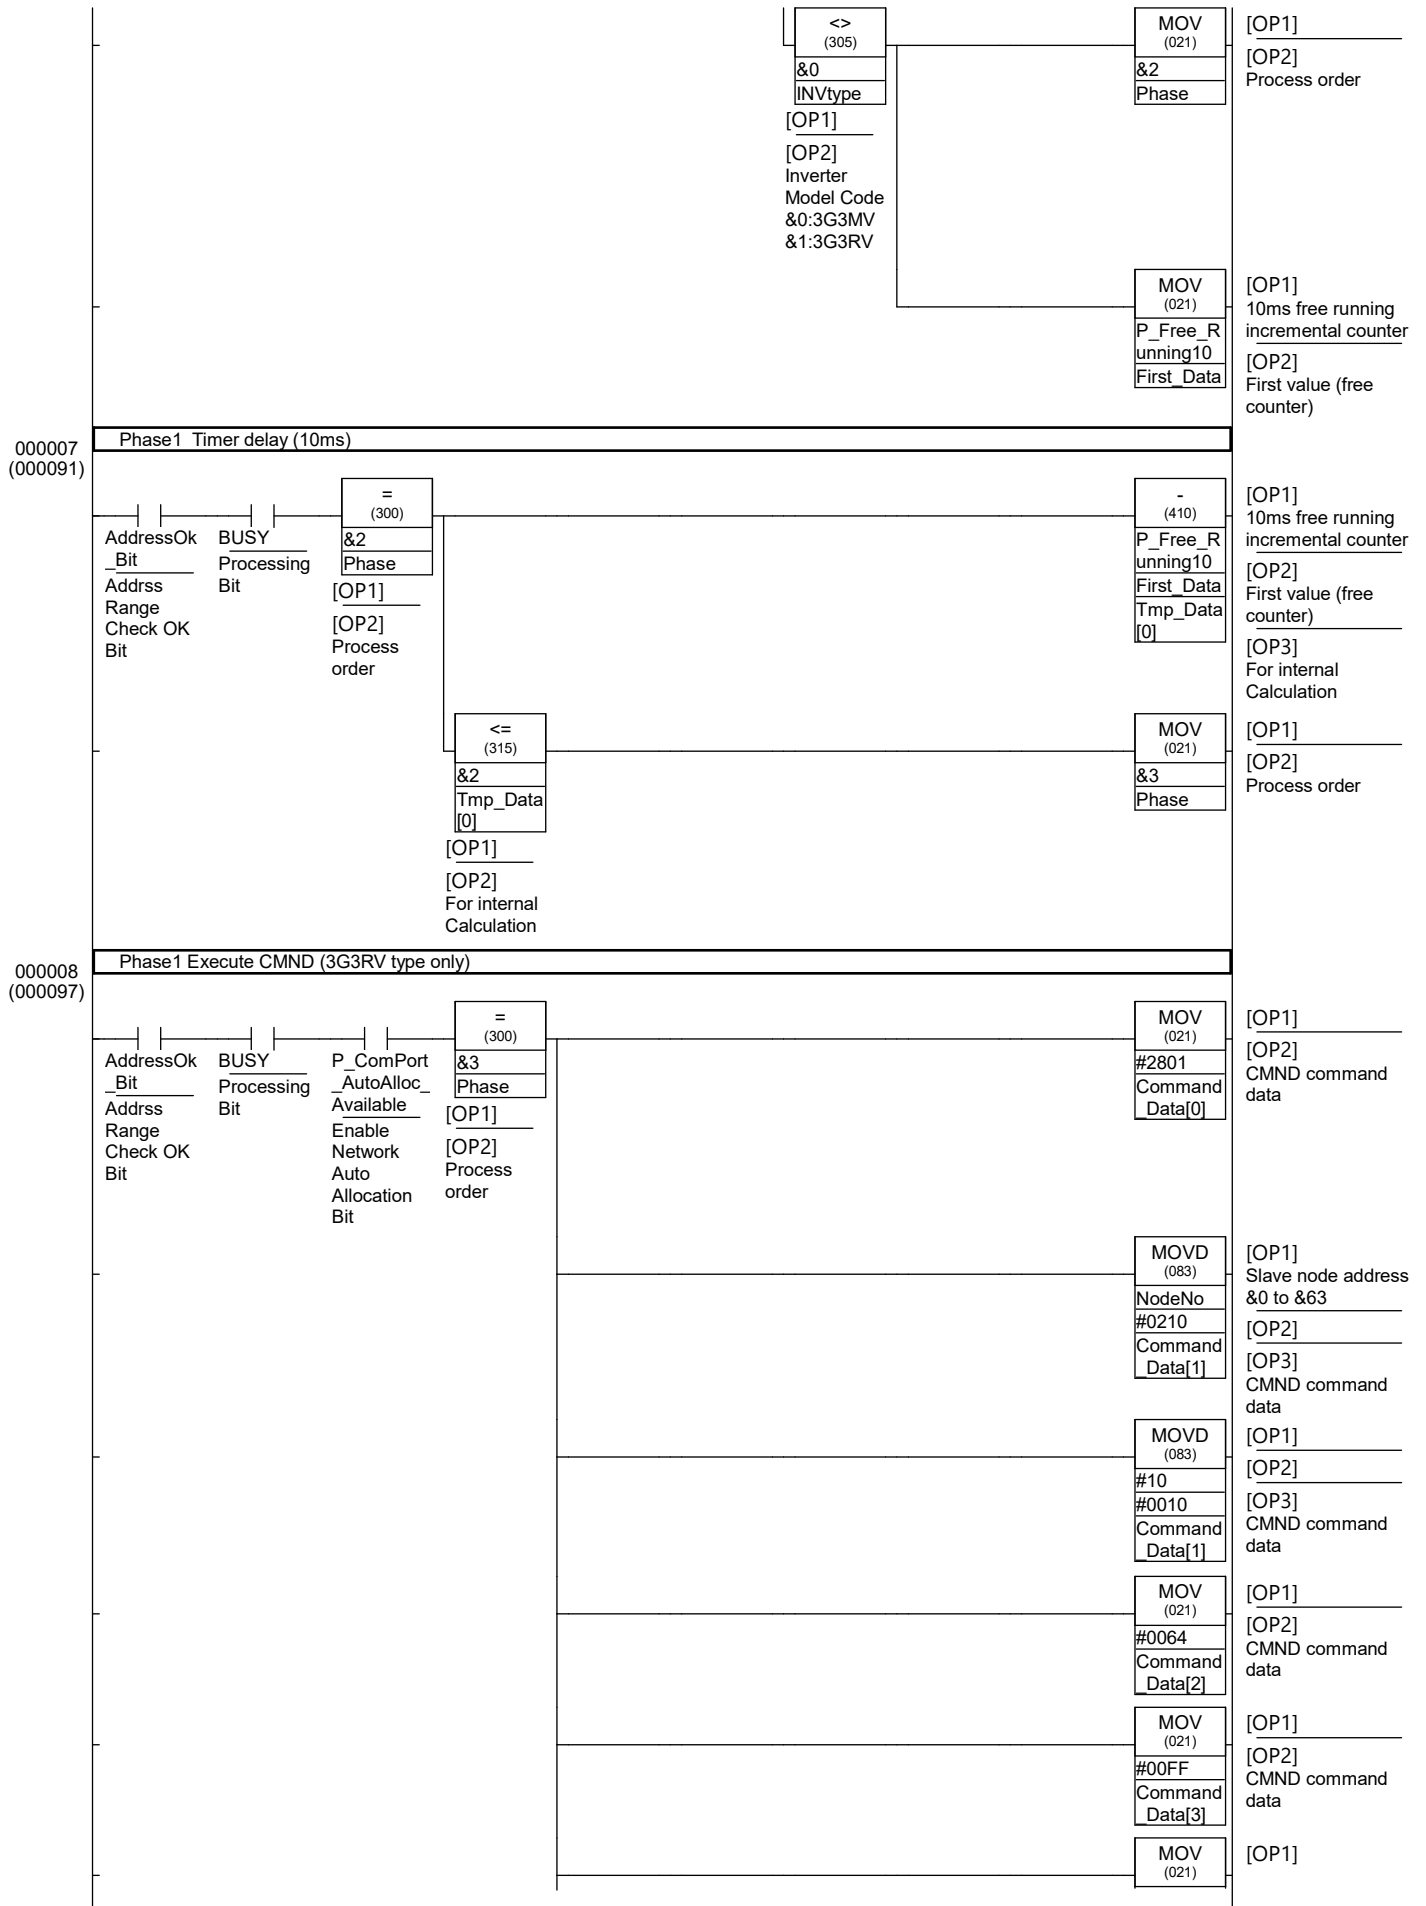 <>
(305)
&0
INVtype
[OP1]
[OP2]
Inverter
Model Code
&0:3G3MV
&1:3G3RV
MOV
(021)
&2
Phase
[OP1]
[OP2]
Process order
MOV
(021)
P_Free_R
unning10
First_Data
[OP1]
10ms free running
incremental counter
[OP2]
First value (free
counter)
000007
(000091)
Phase1  Timer delay (10ms)
AddressOk
_Bit
Addrss
Range
Check OK
Bit
BUSY
Processing
Bit
=
(300)
&2
Phase
[OP1]
[OP2]
Process
order
-
(410)
P_Free_R
unning10
First_Data
Tmp_Data
[0]
[OP1]
10ms free running
incremental counter
[OP2]
First value (free
counter)
[OP3]
For internal
Calculation
<=
(315)
&2
Tmp_Data
[0]
[OP1]
[OP2]
For internal
Calculation
MOV
(021)
&3
Phase
[OP1]
[OP2]
Process order
000008
(000097)
Phase1 Execute CMND (3G3RV type only)
AddressOk
_Bit
Addrss
Range
Check OK
Bit
BUSY
Processing
Bit
P_ComPort
_AutoAlloc_
Available
Enable
Network
Auto
Allocation
Bit
=
(300)
&3
Phase
[OP1]
[OP2]
Process
order
MOV
(021)
#2801
Command
_Data[0]
[OP1]
[OP2]
CMND command
data
MOVD
(083)
NodeNo
#0210
Command
_Data[1]
[OP1]
Slave node address
&0 to &63
[OP2]
[OP3]
CMND command
data
MOVD
(083)
#10
#0010
Command
_Data[1]
[OP1]
[OP2]
[OP3]
CMND command
data
MOV
(021)
#0064
Command
_Data[2]
[OP1]
[OP2]
CMND command
data
MOV
(021)
#00FF
Command
_Data[3]
[OP1]
[OP2]
CMND command
data
MOV
(021)
[OP1]